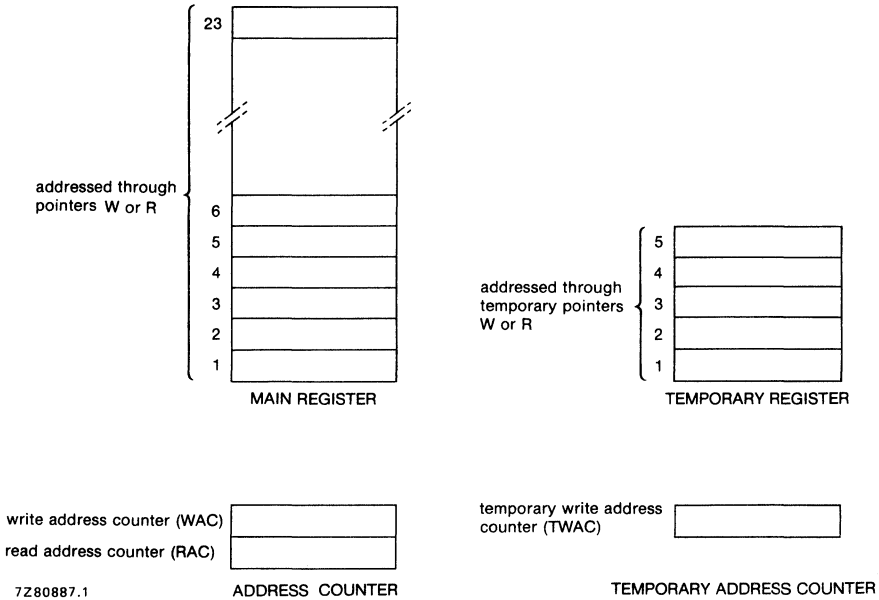 23
addressed through
pointers W or R
6
5
4
3
2
1
MAIN REGISTER
addressed through
temporary pointers
W or R
5
4
3
2
1
TEMPORARY REGISTER
write address counter (WAC)
read address counter (RAC)
ADDRESS COUNTER
temporary write address
counter (TWAC)
TEMPORARY ADDRESS COUNTER
7Z80887.1